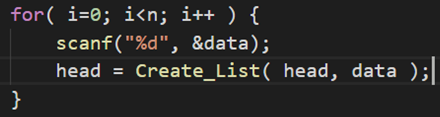 for( i=0; i<n; i++ ) {
    scanf("%d", &data);
    head = Create_List( head, data );
}